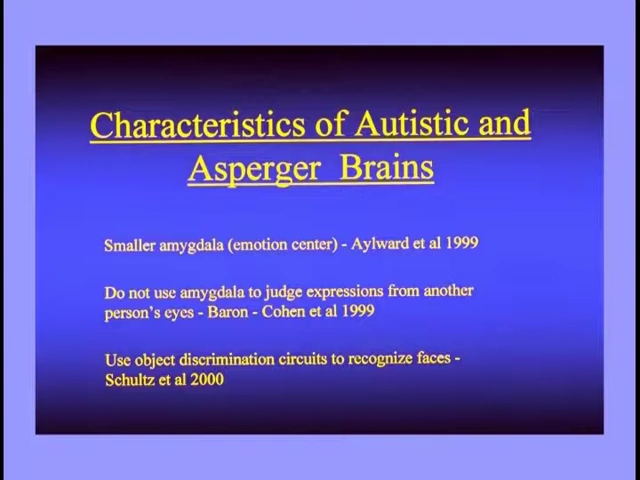 Characteristics of Autistic and
Asperger Brains
Smaller amygdala (emotion center) - Aylward et al 1999
Do not use amygdala to judge expressions from another
person's eyes - Baron - Cohen et al 1999
Use object discrimination circuits to recognize faces -
Schultz et al 2000